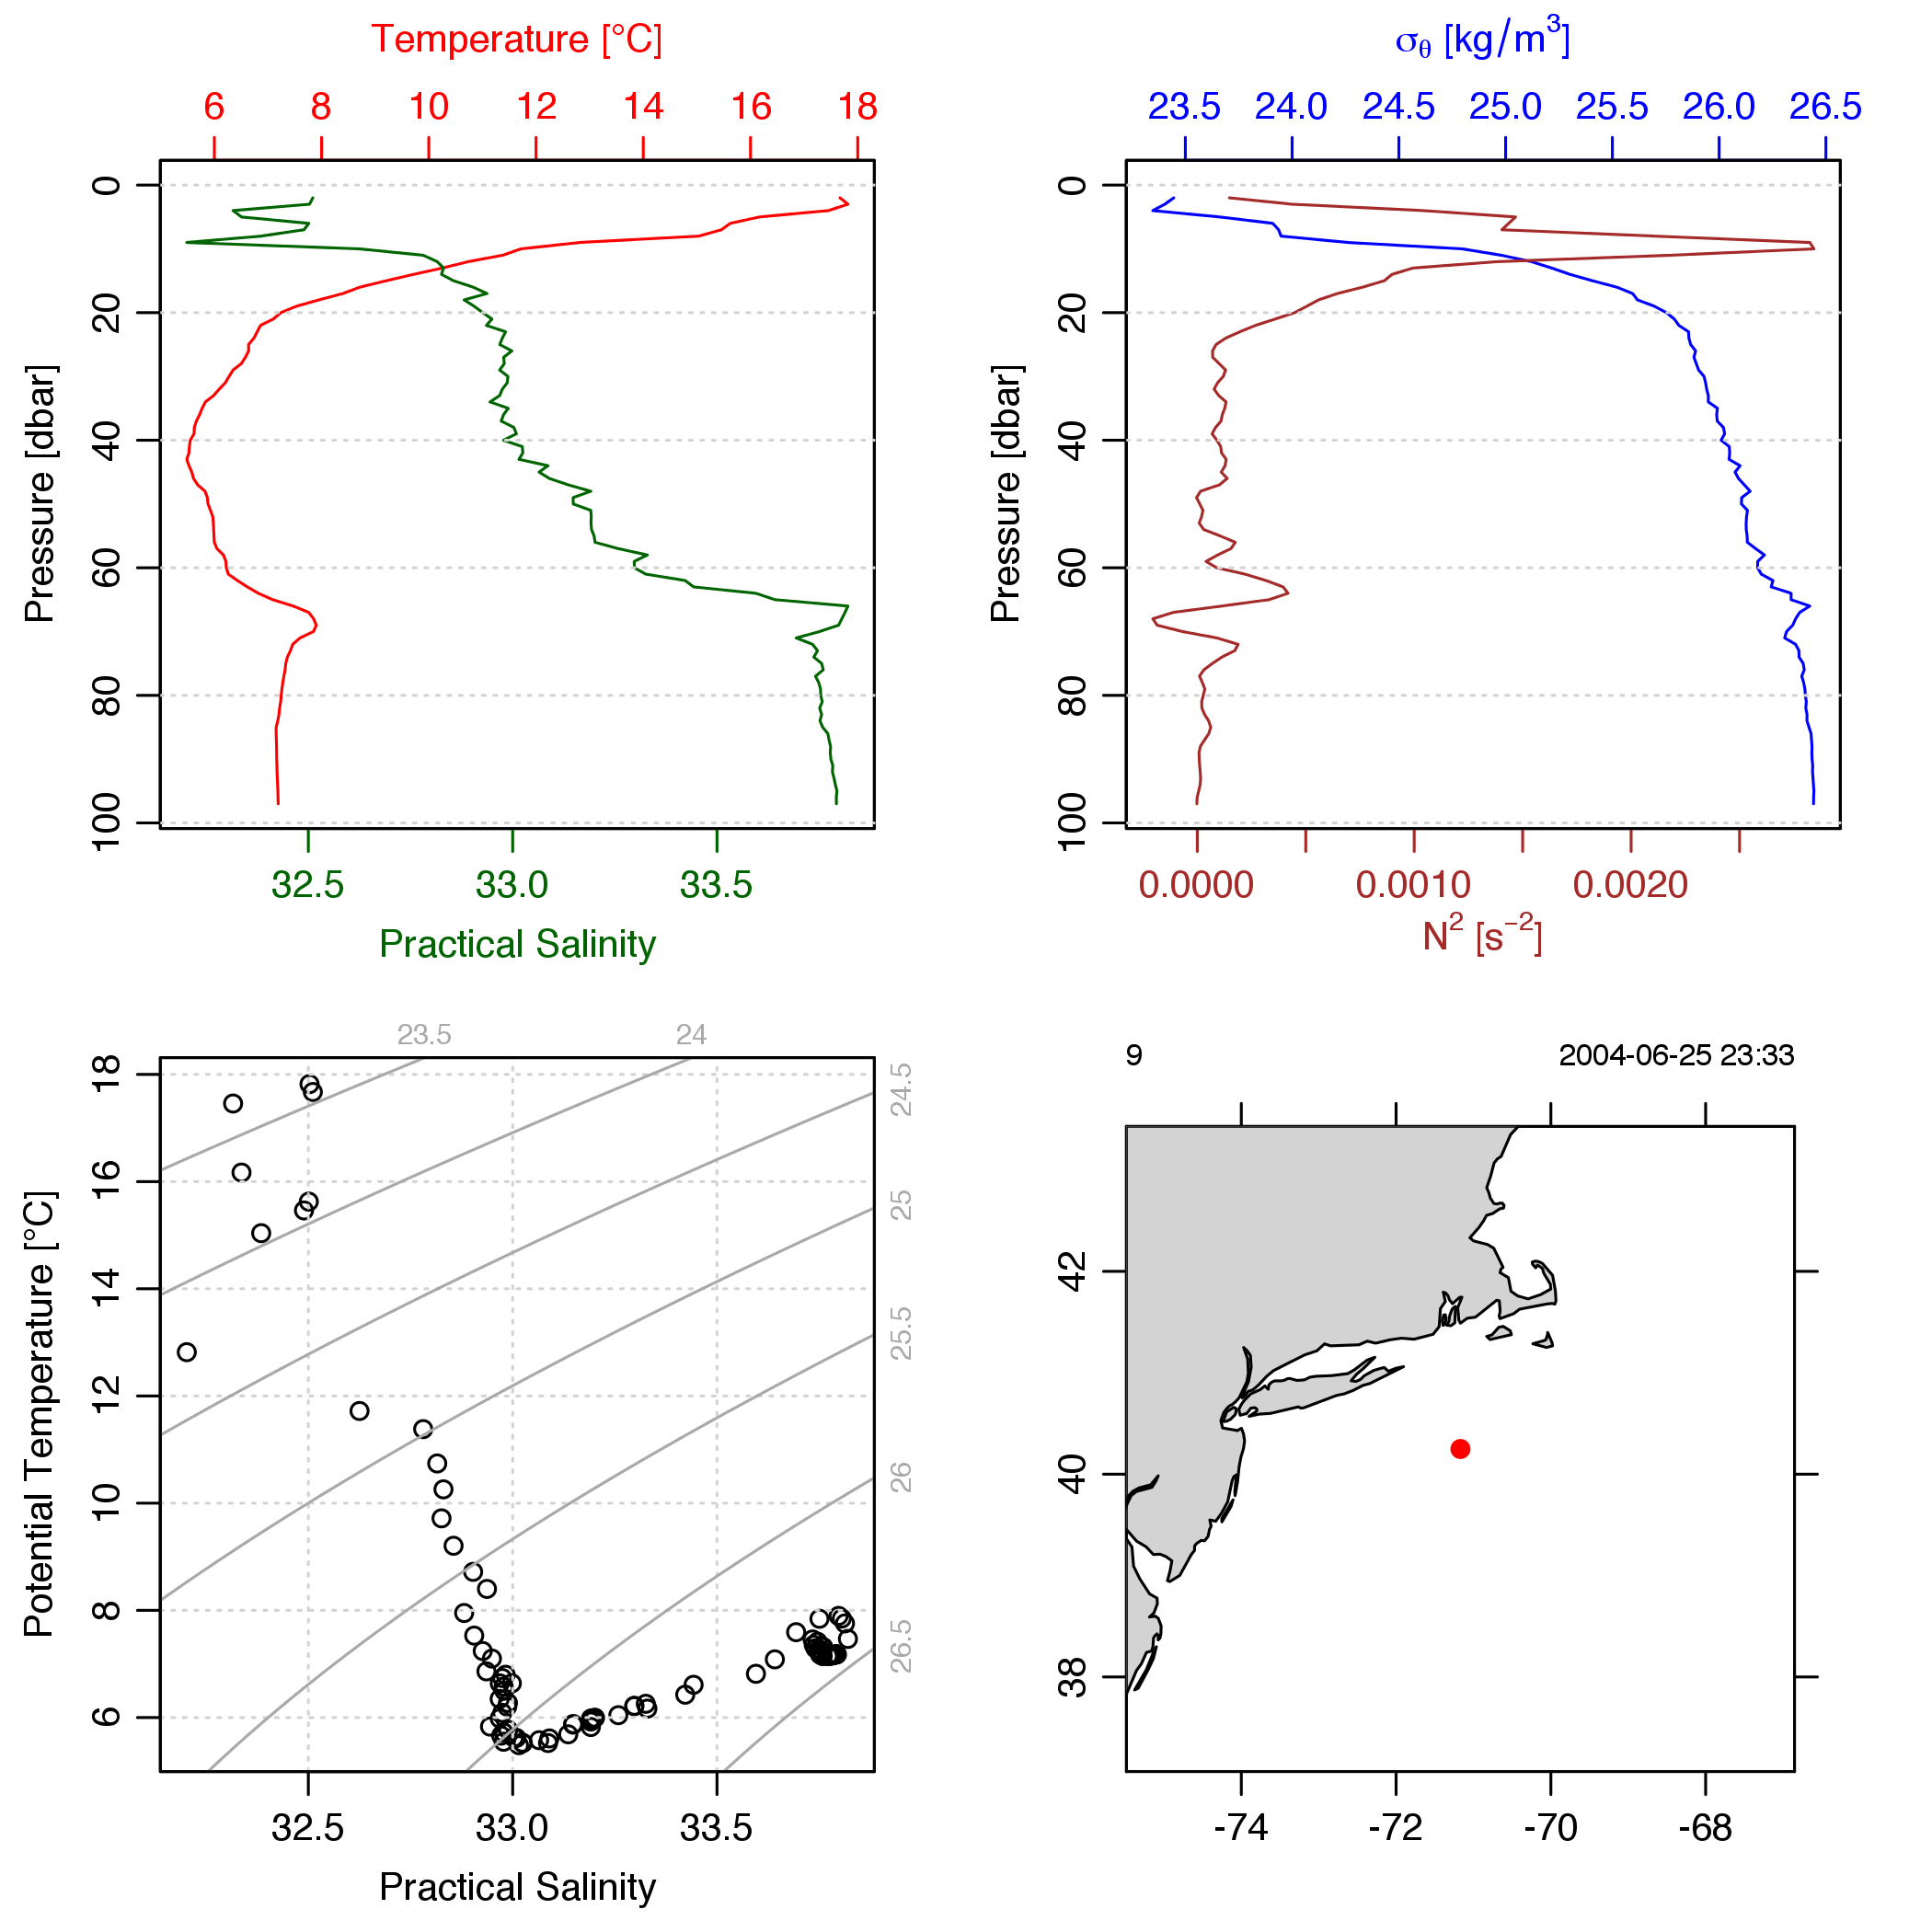 Temperature [°C]
6 8 10 12 14 16 18
0 20 40 60 80 100
Pressure [dbar]
32.5 33.0 33.5
Practical Salinity
σθ [kg/m³]
23.5 24.0 24.5 25.0 25.5 26.0 26.5
0 20 40 60 80 100
Pressure [dbar]
0.0000 0.0010 0.0020
N² [s⁻²]
23.5 24
24.5 25 25.5 26 26.5
18 16 14 12 10 8 6
Potential Temperature [°C]
32.5 33.0 33.5
Practical Salinity
9 2004-06-25 23:33
42 40 38
-74 -72 -70 -68